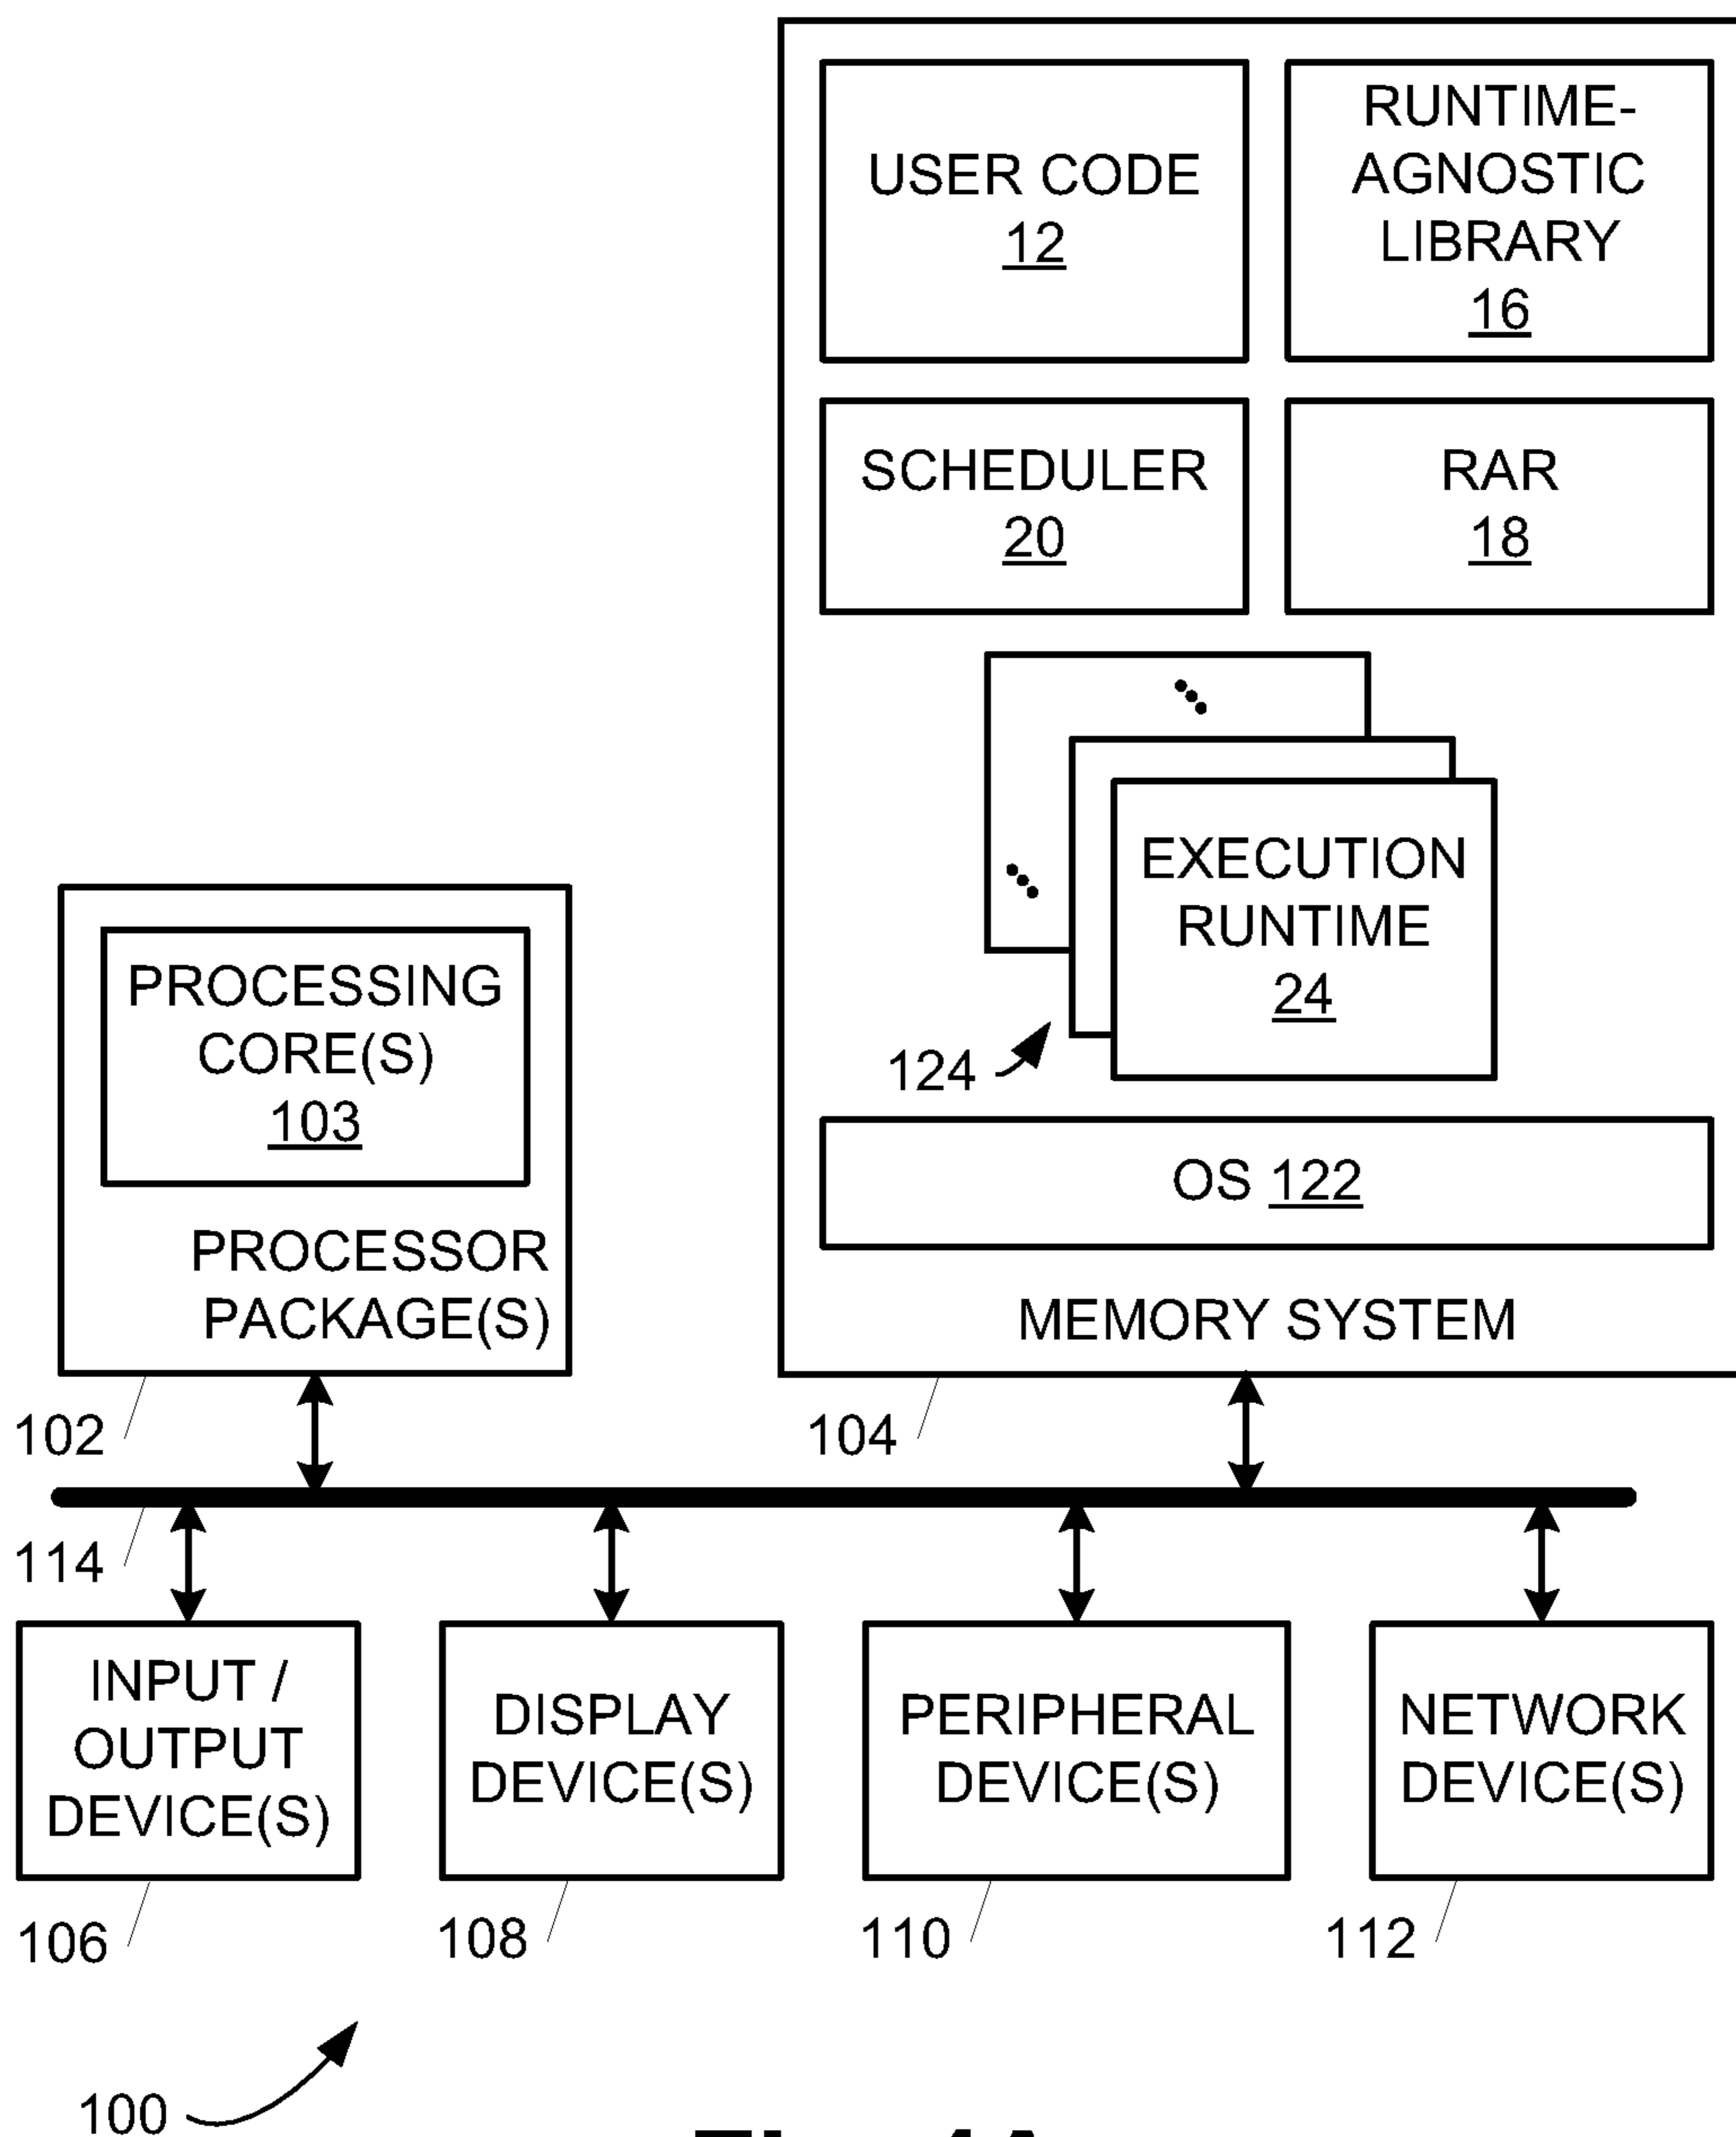 USER CODE
12
RUNTIME-
AGNOSTIC
LIBRARY
16
SCHEDULER
20
RAR
18
EXECUTION
RUNTIME
24
124
OS 122
MEMORY SYSTEM
104
PROCESSING
CORE(S)
103
PROCESSOR
PACKAGE(S)
102
114
INPUT /
OUTPUT
DEVICE(S)
106
DISPLAY
DEVICE(S)
108
PERIPHERAL
DEVICE(S)
110
NETWORK
DEVICE(S)
112
100